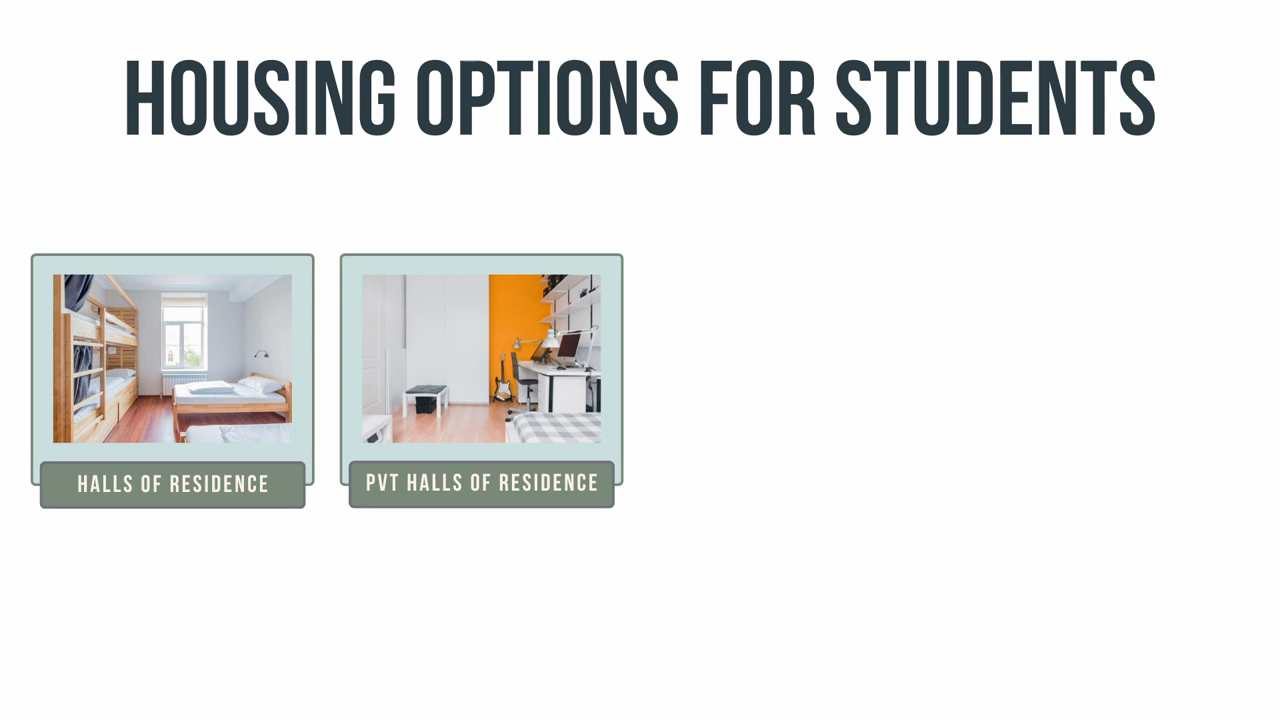 HOUSING OPTIONS FOR STUDENTS
HALLS OF RESIDENCE
PVT HALLS OF RESIDENCE